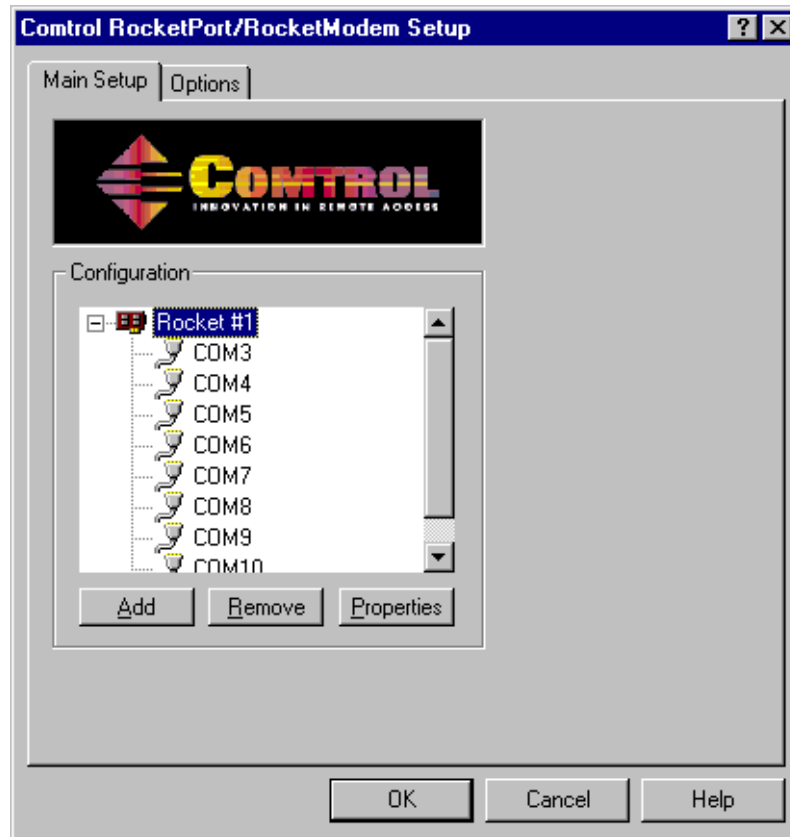 Comtrol RocketPort/RocketModem Setup
Main Setup
Options
COMTROL
INNOVATION IN REMOTE ACCESS
Configuration
Rocket #1
COM3
COM4
COM5
COM6
COM7
COM8
COM9
COM10
Add
Remove
Properties
OK
Cancel
Help